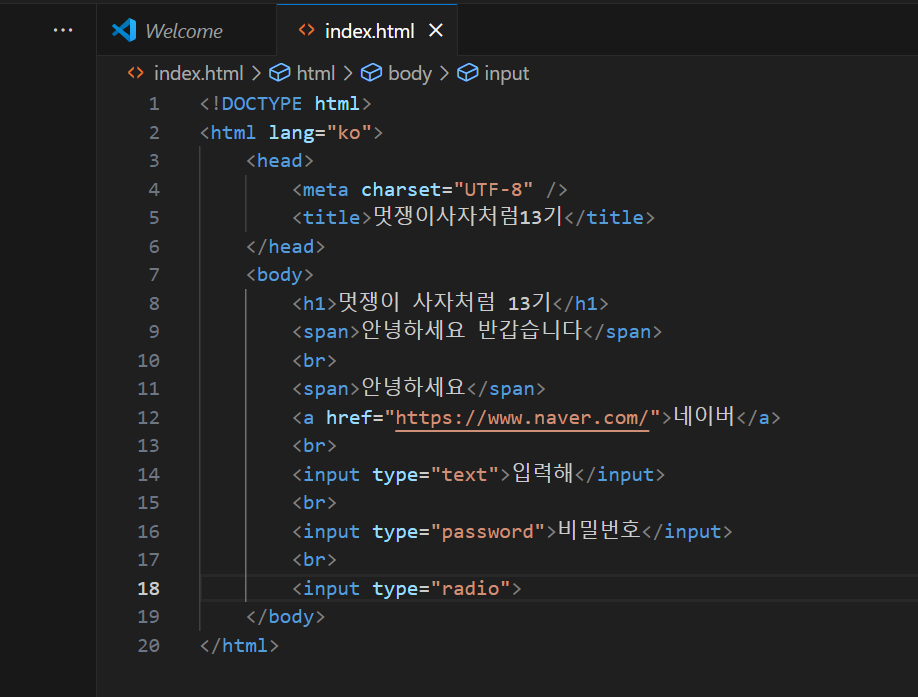 ··· Welcome <> index.html ×
<> index.html > html > body > input
1 <!DOCTYPE html>
2 <html lang="ko">
3 <head>
4 <meta charset="UTF-8" />
5 <title>멋쟁이사자처럼13기</title>
6 </head>
7 <body>
8 <h1>멋쟁이 사자처럼 13기</h1>
9 <span>안녕하세요 반갑습니다</span>
10 <br>
11 <span>안녕하세요</span>
12 <a href="https://www.naver.com/">네이버</a>
13 <br>
14 <input type="text">입력해</input>
15 <br>
16 <input type="password">비밀번호</input>
17 <br>
18 <input type="radio">
19 </body>
20 </html>